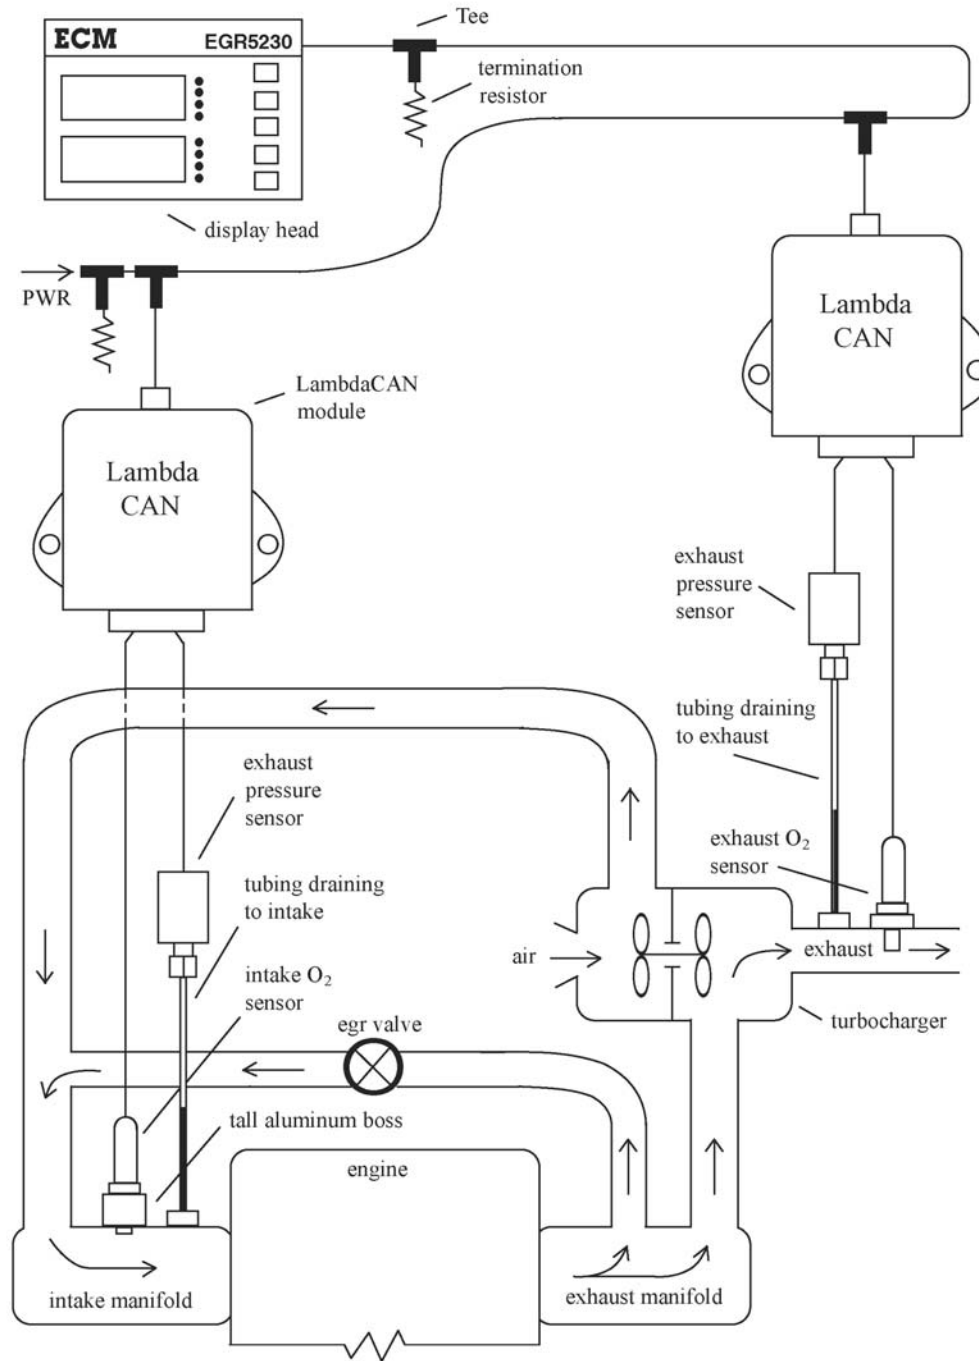 Tee
ECM
EGR5230
termination
resistor
display head
PWR
Lambda
CAN
LambdaCAN
module
Lambda
CAN
exhaust
pressure
sensor
tubing draining
to exhaust
exhaust
pressure
sensor
exhaust O₂
sensor
tubing draining
to intake
air
exhaust
intake O₂
sensor
egr valve
turbocharger
tall aluminum boss
engine
intake manifold
exhaust manifold